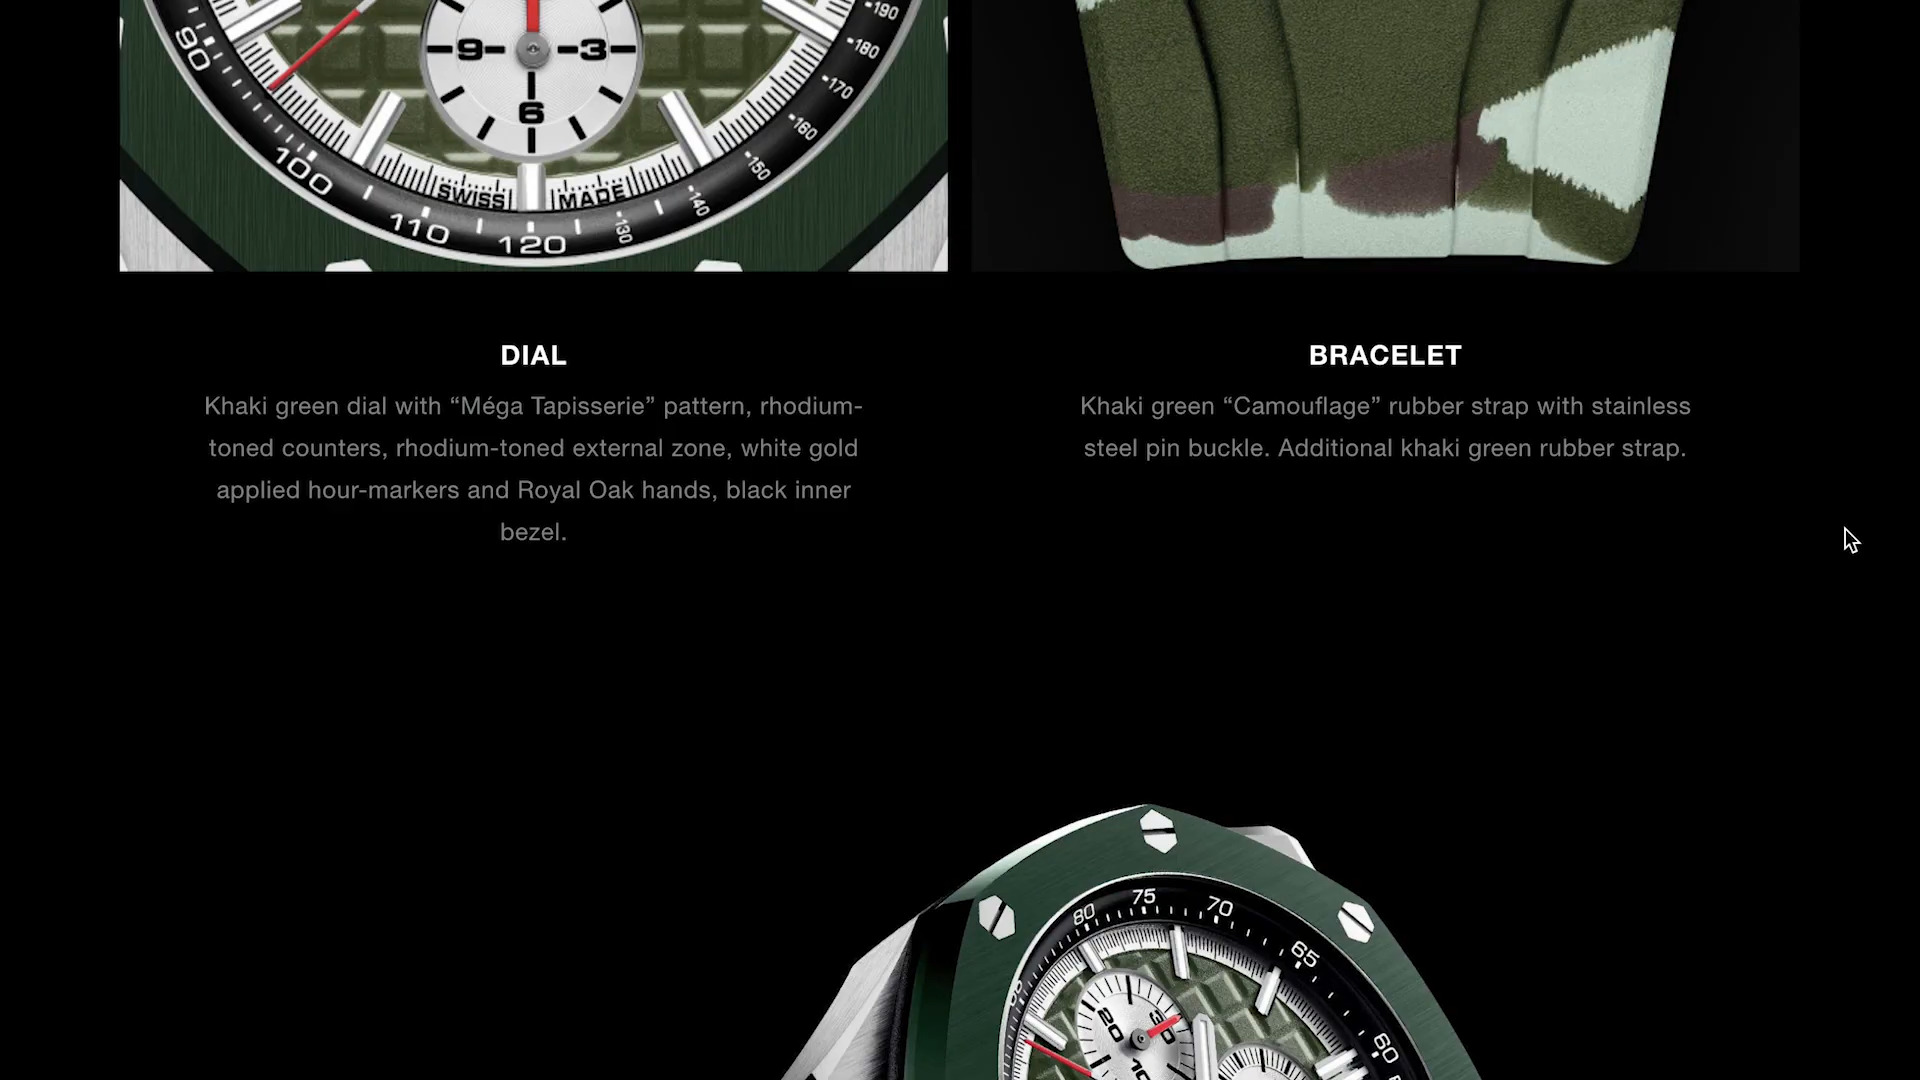 90
100
110
120
130
140
150
160
170
180
190
9
3
6
SWISS MADE
DIAL
Khaki green dial with “Méga Tapisserie” pattern, rhodium-
toned counters, rhodium-toned external zone, white gold
applied hour-markers and Royal Oak hands, black inner
bezel.
BRACELET
Khaki green “Camouflage” rubber strap with stainless
steel pin buckle. Additional khaki green rubber strap.
80
75
70
65
60
30
20
10